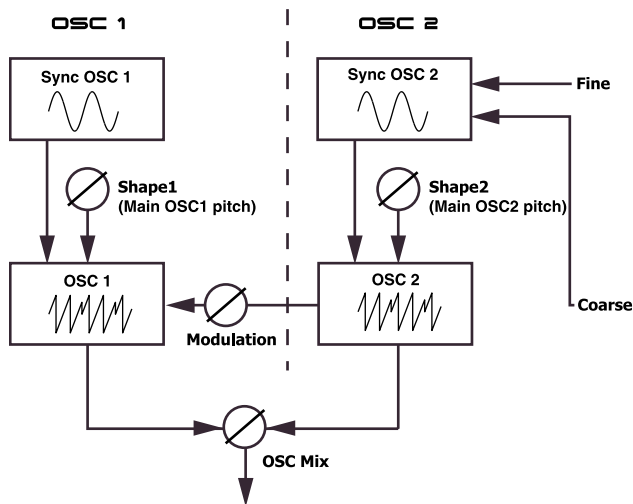 OSC 1
OSC 2
Sync OSC 1
Sync OSC 2
Fine
Coarse
Shape1
(Main OSC1 pitch)
Shape2
(Main OSC2 pitch)
OSC 1
OSC 2
Modulation
OSC Mix